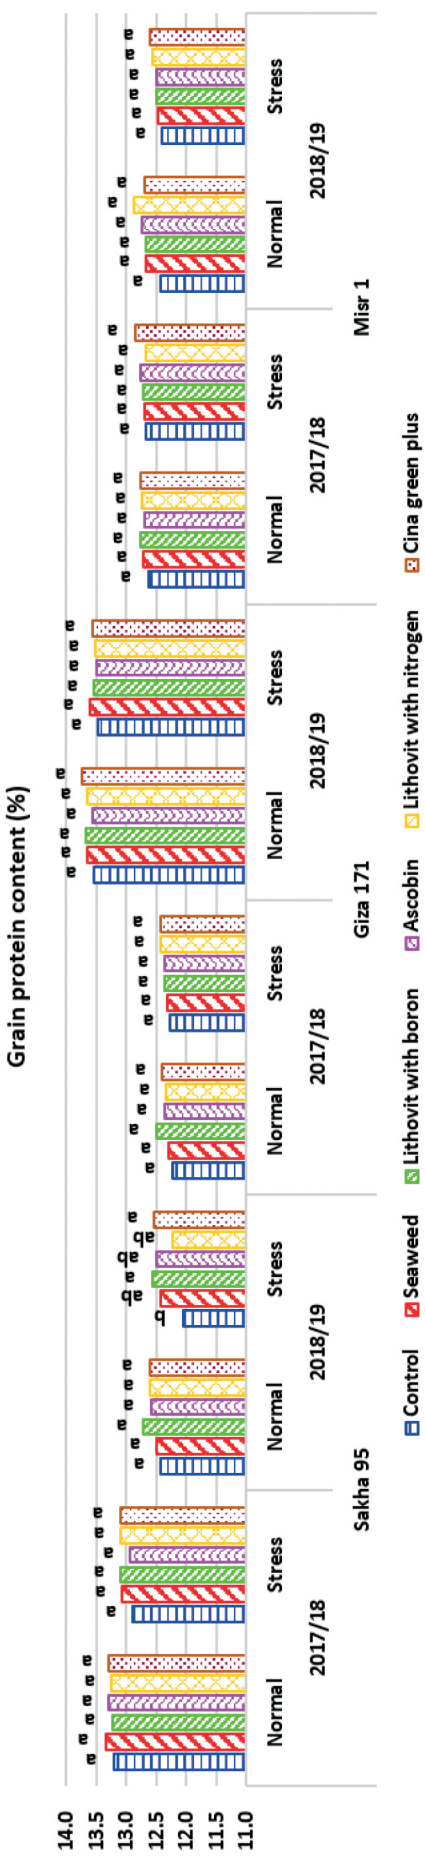 Grain protein content (%)
14.0
13.5
13.0
12.5
12.0
11.5
11.0
a a a a a a
a a a a a a
a a a a a a
b ab a ab ab a
a a a a a a
a a a a a a
a a a a a a
a a a a a a
a a a a a a
a a a a a a
a a a a a a
a a a a a a
Normal Stress Normal Stress Normal Stress Normal Stress Normal Stress Normal Stress
2017/18 2018/19 2017/18 2018/19 2017/18 2018/19
Sakha 95 Giza 171 Misr 1
Control Seaweed Lithovit with boron Ascobin Lithovit with nitrogen Cina green plus